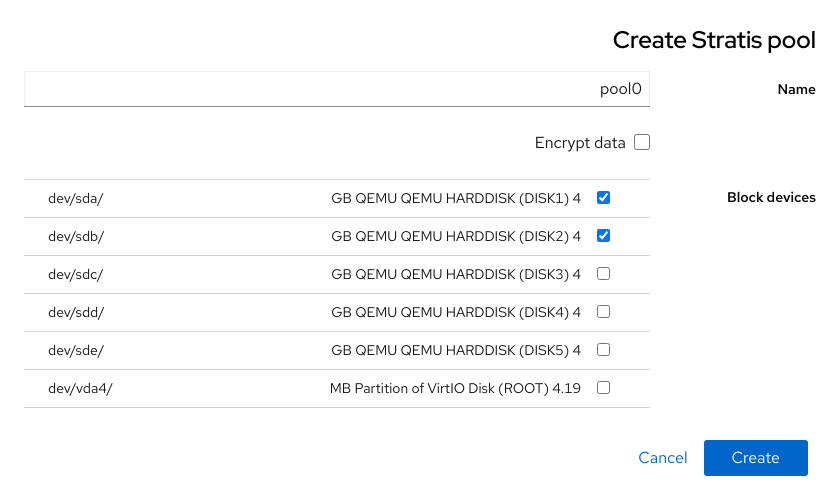 Create Stratis pool
Name
pool0
Encrypt data
Block devices
GB QEMU QEMU HARDDISK (DISK1) 4
dev/sda/
GB QEMU QEMU HARDDISK (DISK2) 4
dev/sdb/
GB QEMU QEMU HARDDISK (DISK3) 4
dev/sdc/
GB QEMU QEMU HARDDISK (DISK4) 4
dev/sdd/
GB QEMU QEMU HARDDISK (DISK5) 4
dev/sde/
MB Partition of VirtIO Disk (ROOT) 4.19
dev/vda4/
Create
Cancel